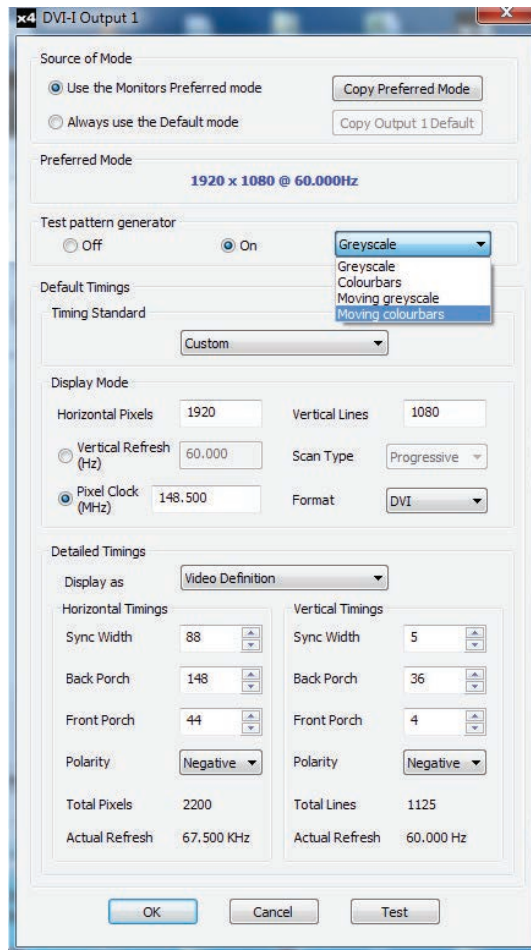 x4 DVI-I Output 1
Source of Mode
Use the Monitors Preferred mode Copy Preferred Mode
Always use the Default mode Copy Output 1 Default
Preferred Mode
1920 x 1080 @ 60.000Hz
Test pattern generator
Off On Greyscale
Greyscale
Colourbars
Moving greyscale
Moving colourbars
Default Timings
Timing Standard
Custom
Display Mode
Horizontal Pixels 1920 Vertical Lines 1080
Vertical Refresh (Hz) 60.000 Scan Type Progressive
Pixel Clock (MHz) 148.500 Format DVI
Detailed Timings
Display as Video Definition
Horizontal Timings Vertical Timings
Sync Width 88 Sync Width 5
Back Porch 148 Back Porch 36
Front Porch 44 Front Porch 4
Polarity Negative Polarity Negative
Total Pixels 2200 Total Lines 1125
Actual Refresh 67.500 KHz Actual Refresh 60.000 Hz
OK Cancel Test